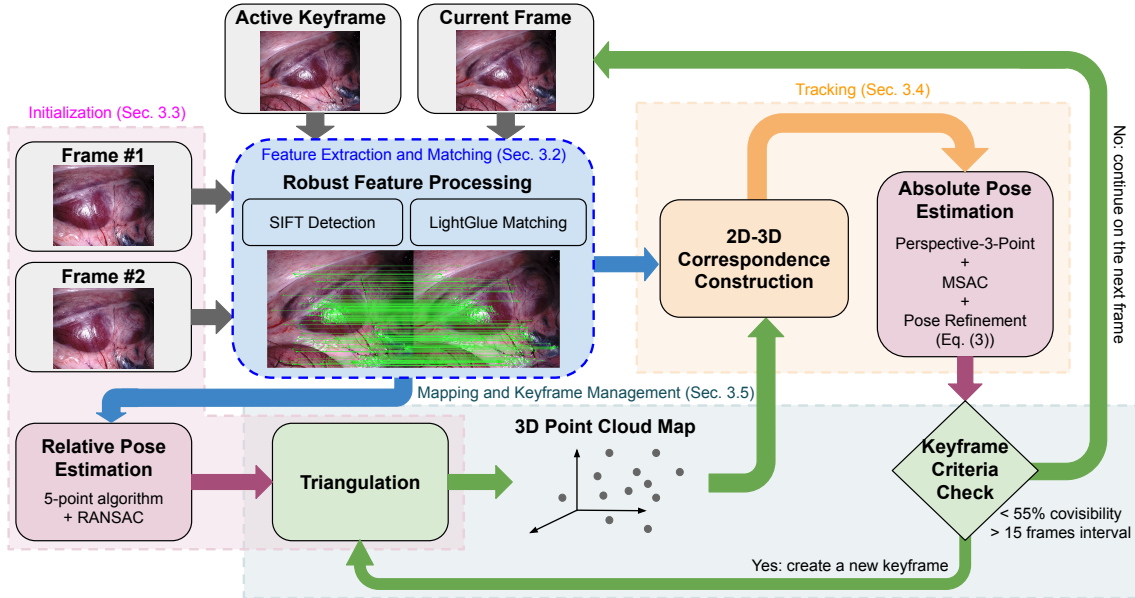 Active Keyframe
Current Frame
Initialization (Sec. 3.3)
Tracking (Sec. 3.4)
Frame #1
Frame #2
Feature Extraction and Matching (Sec. 3.2)
Robust Feature Processing
SIFT Detection
LightGlue Matching
2D-3D
Correspondence
Construction
Absolute Pose
Estimation
Perspective-3-Point
+
MSAC
+
Pose Refinement
(Eq. (3))
No: continue on the next frame
Mapping and Keyframe Management (Sec. 3.5)
Relative Pose
Estimation
5-point algorithm
+ RANSAC
Triangulation
3D Point Cloud Map
Keyframe
Criteria
Check
< 55% covisibility
> 15 frames interval
Yes: create a new keyframe